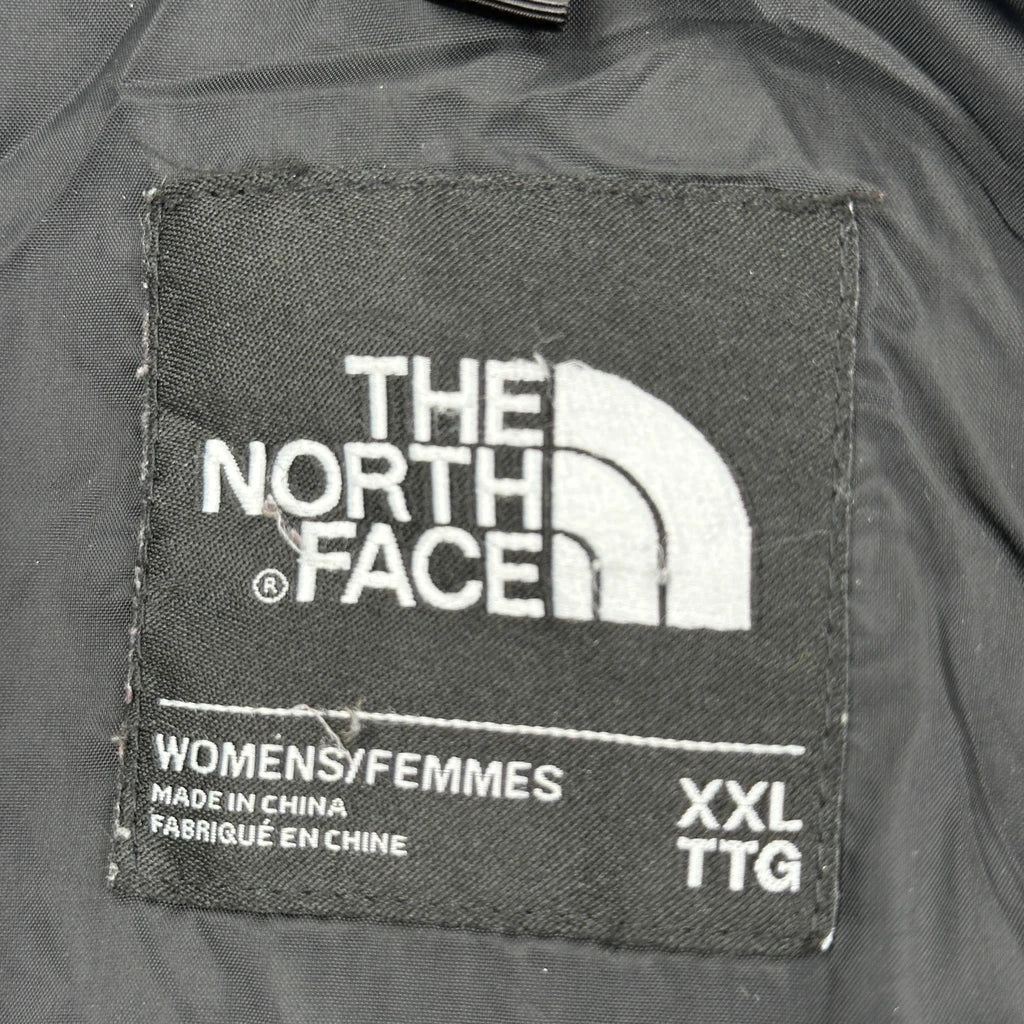 THE
NORTH
® FACE
WOMENS/FEMMES
MADE IN CHINA
FABRIQUÉ EN CHINE
XXL
TTG